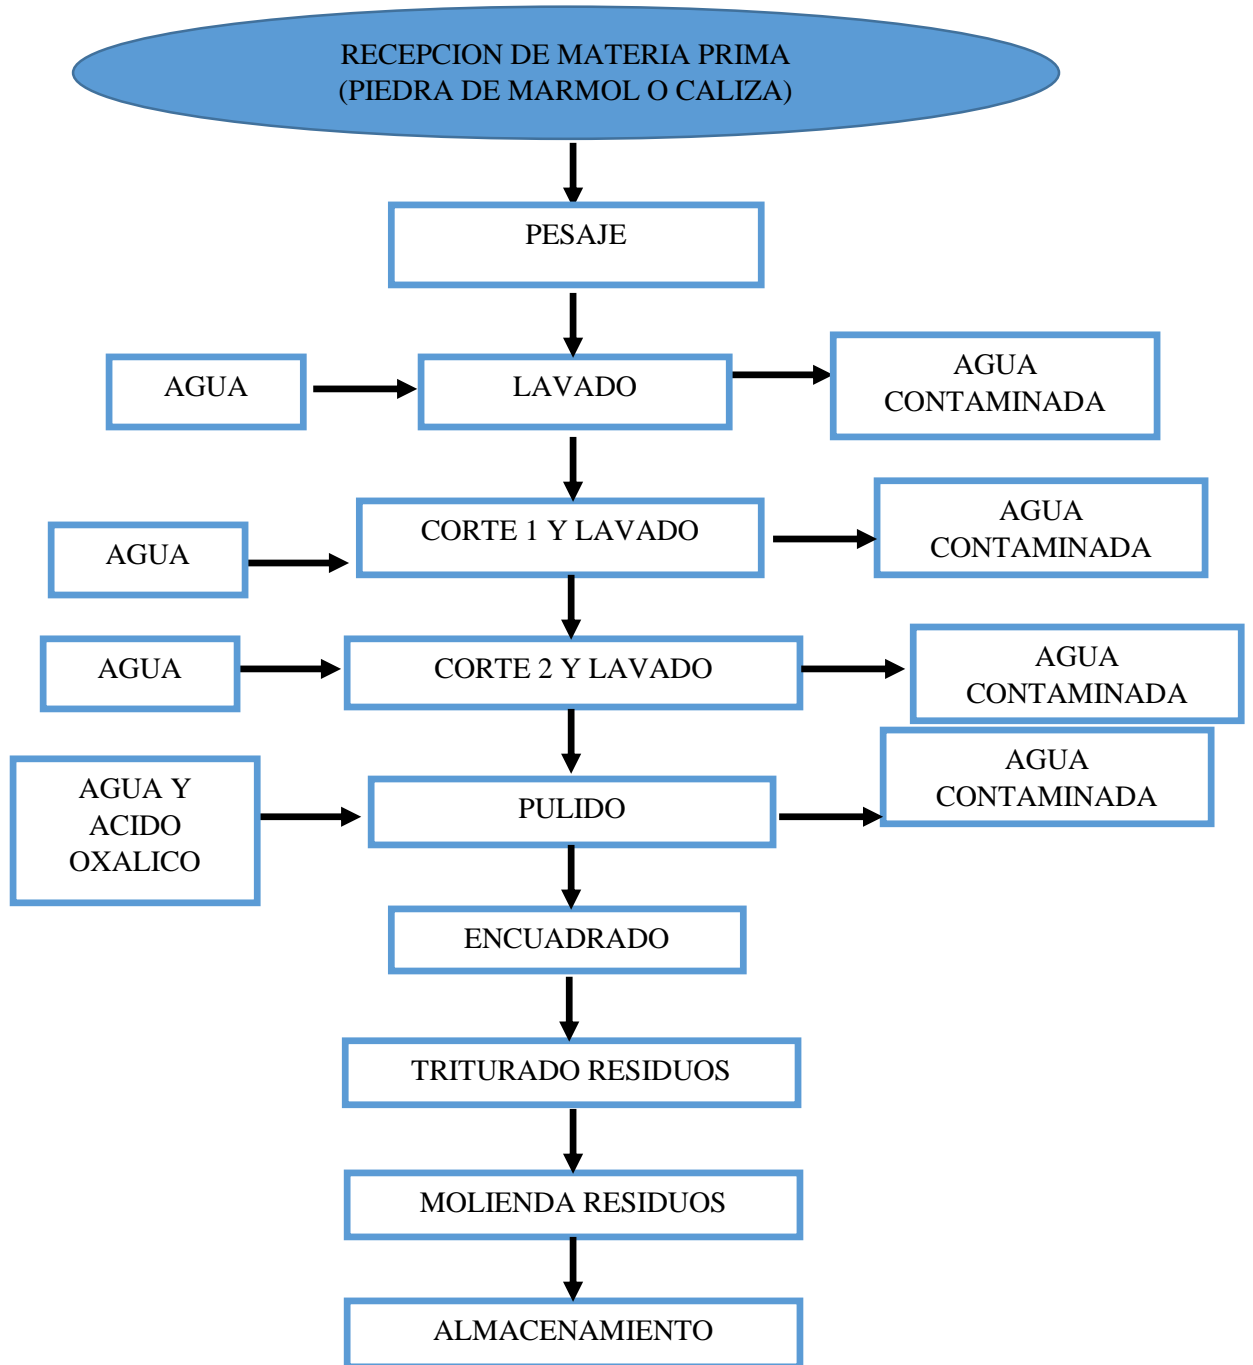 RECEPCION DE MATERIA PRIMA
(PIEDRA DE MARMOL O CALIZA)
PESAJE
AGUA
LAVADO
AGUA
CONTAMINADA
AGUA
CORTE 1 Y LAVADO
AGUA
CONTAMINADA
AGUA
CORTE 2 Y LAVADO
AGUA
CONTAMINADA
AGUA Y
ACIDO
OXALICO
PULIDO
AGUA
CONTAMINADA
ENCUADRADO
TRITURADO RESIDUOS
MOLIENDA RESIDUOS
ALMACENAMIENTO